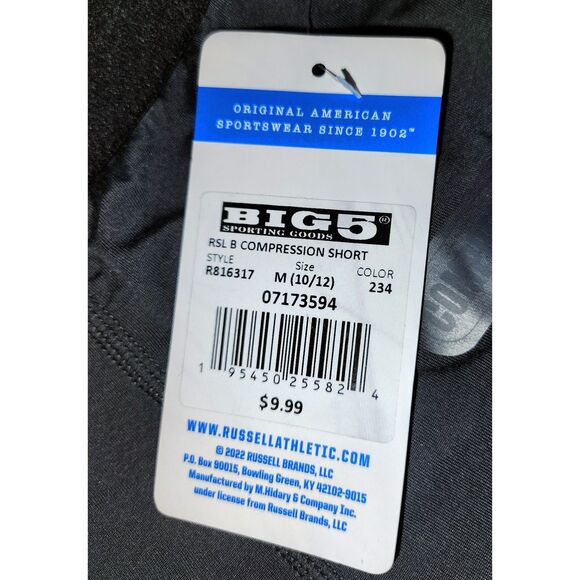 ORIGINAL AMERICAN
SPORTSWEAR SINCE 1902™
BIG 5®
SPORTING GOODS
RSL B COMPRESSION SHORT
STYLE Size COLOR
R816317 M (10/12) 234
07173594
1 95450 25582 4
$9.99
WWW.RUSSELLATHLETIC.COM
© 2022 RUSSELL BRANDS, LLC
P.O. Box 90015, Bowling Green, KY 42102-9015
Manufactured by M.Hidary & Company Inc.
under license from Russell Brands, LLC